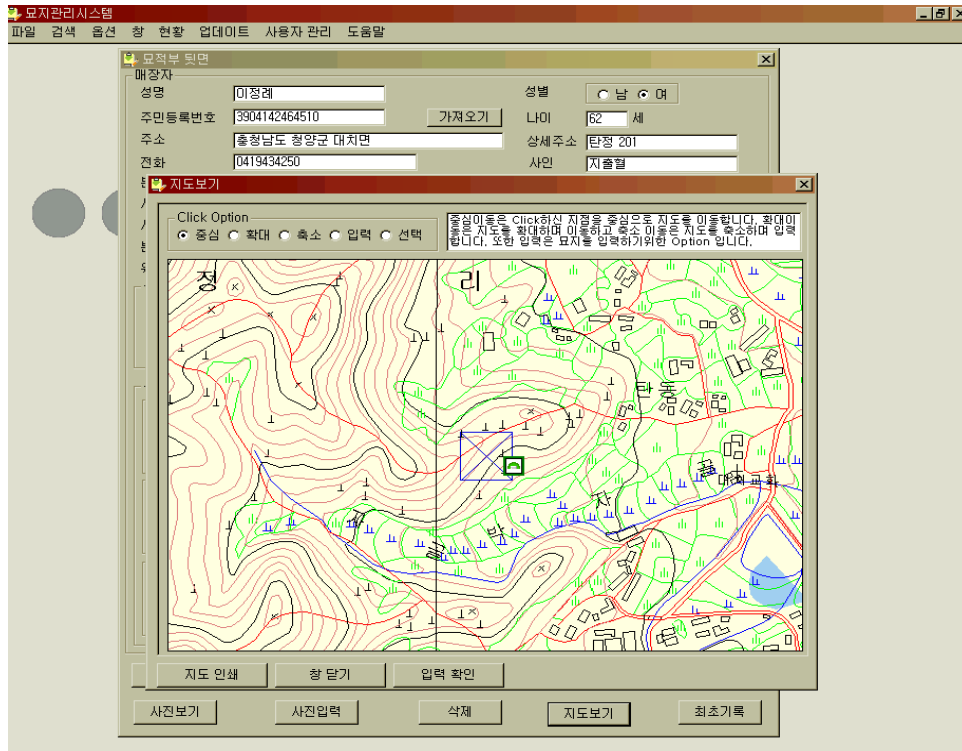 묘지관리시스템
파일 검색 옵션 창 현황 업데이트 사용자 관리 도움말
묘적부 뒷면
매장자
성명 이정례 성별 남 여
주민등록번호 3904142464510 가져오기 나이 62 세
주소 충청남도 청양군 대치면 상세주소 탄정 201
전화 0419434250 사인 지출혈
지도보기
Click Option
중심 확대 축소 입력 선택
중심이동은 Click하신 지점을 중심으로 지도를 이동합니다. 확대이
동은 지도를 확대하며 이동하고 축소 이동은 지도를 축소하며 입력
합니다. 또한 입력은 묘지를 입력하기위한 Option 입니다.
정 리
탄동
골
대치교회
자
방
지도 인쇄 창 닫기 입력 확인
사진보기 사진입력 삭제 지도보기 최초기록